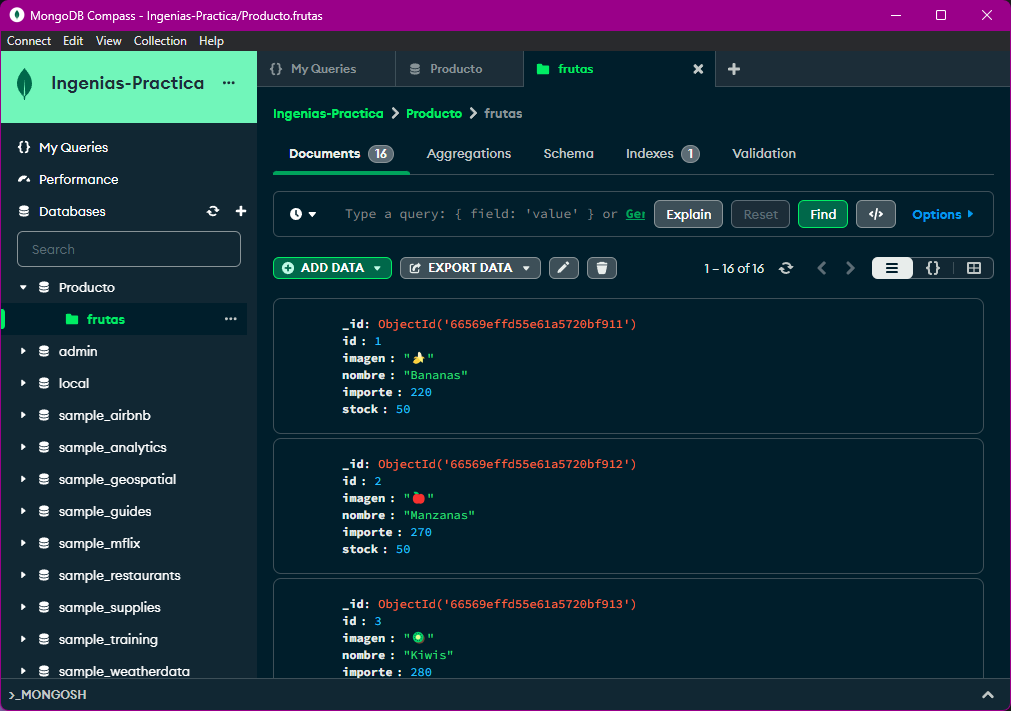 MongoDB Compass - Ingenias-Practica/Producto.frutas
Connect Edit View Collection Help
Ingenias-Practica ...
{} My Queries
Performance
Databases
Search
Producto
frutas ...
admin
local
sample_airbnb
sample_analytics
sample_geospatial
sample_guides
sample_mflix
sample_restaurants
sample_supplies
sample_training
sample_weatherdata
{} My Queries Producto frutas
Ingenias-Practica > Producto > frutas
Documents 16 Aggregations Schema Indexes 1 Validation
Type a query: { field: 'value' } or Ger Explain Reset Find </> Options
ADD DATA EXPORT DATA 1 – 16 of 16 {}
_id: ObjectId('66569effd55e61a5720bf911')
id : 1
imagen : "🍌"
nombre : "Bananas"
importe : 220
stock : 50
_id: ObjectId('66569effd55e61a5720bf912')
id : 2
imagen : "🍎"
nombre : "Manzanas"
importe : 270
stock : 50
_id: ObjectId('66569effd55e61a5720bf913')
id : 3
imagen : "🥝"
nombre : "Kiwis"
importe : 280
>_MONGOSH